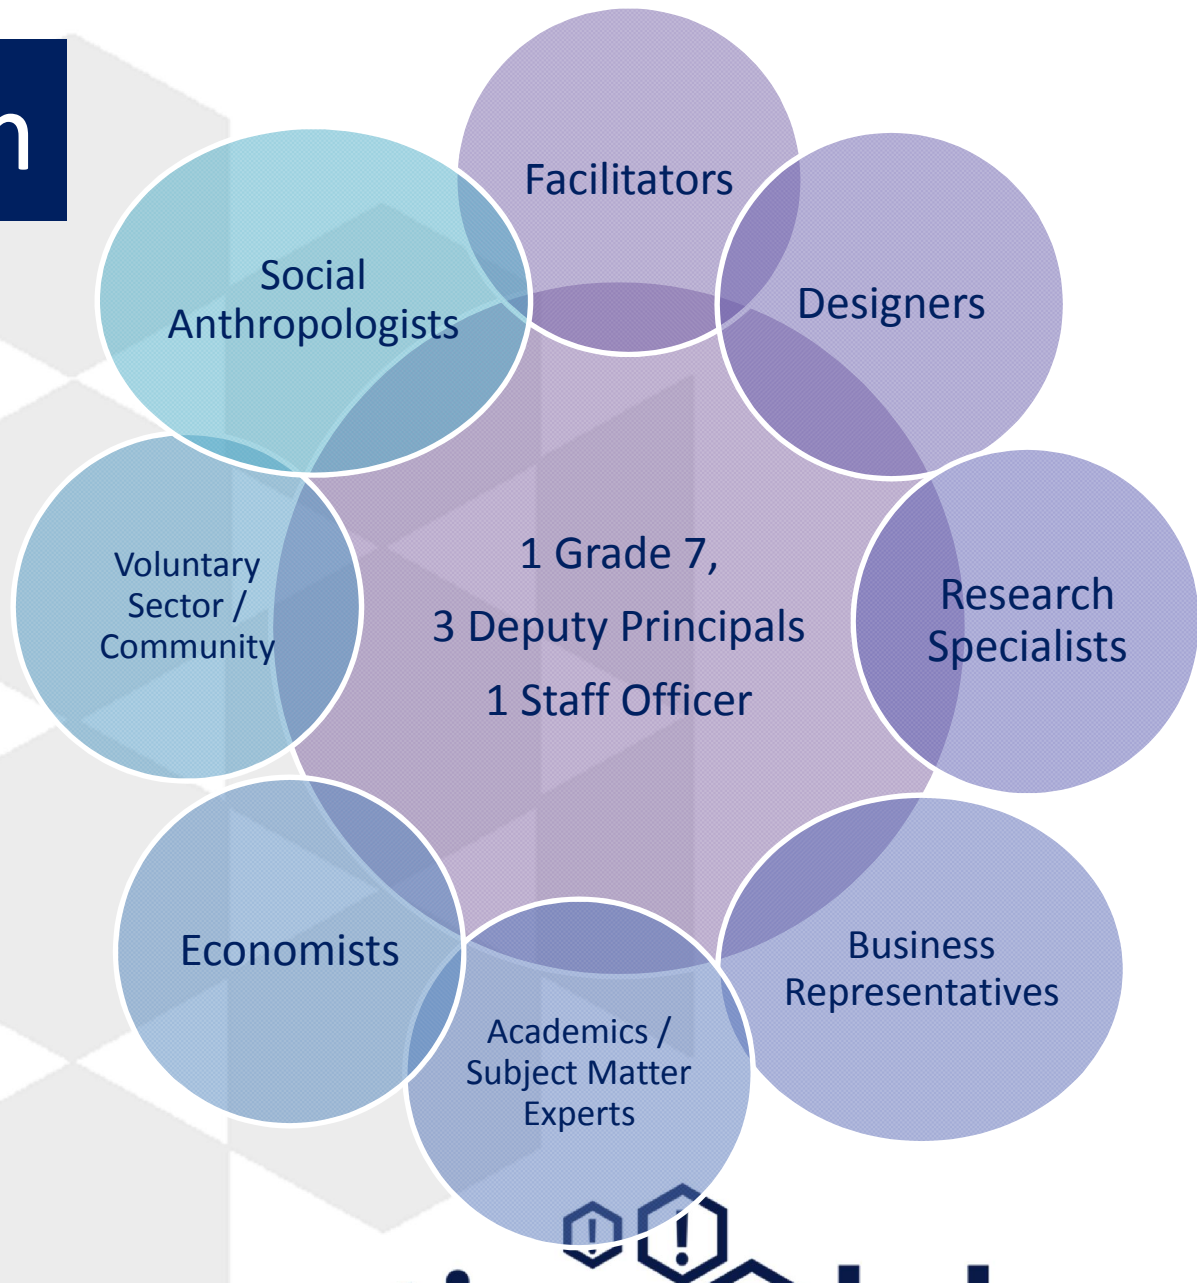 Facilitators
Designers
Social
Anthropologists
Voluntary
Sector /
Community
1 Grade 7,
3 Deputy Principals
1 Staff Officer
Research
Specialists
Economists
Business
Representatives
Academics /
Subject Matter
Experts